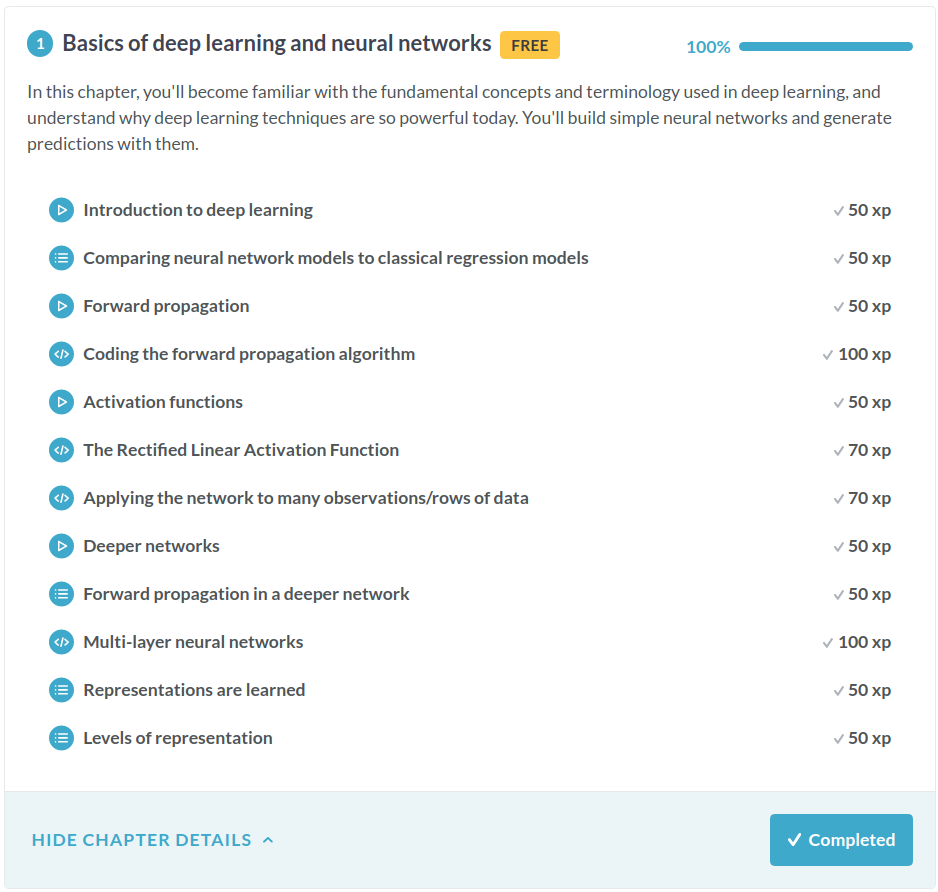 1 Basics of deep learning and neural networks FREE 100%
In this chapter, you'll become familiar with the fundamental concepts and terminology used in deep learning, and
understand why deep learning techniques are so powerful today. You'll build simple neural networks and generate
predictions with them.
Introduction to deep learning 50 xp
Comparing neural network models to classical regression models 50 xp
Forward propagation 50 xp
Coding the forward propagation algorithm 100 xp
Activation functions 50 xp
The Rectified Linear Activation Function 70 xp
Applying the network to many observations/rows of data 70 xp
Deeper networks 50 xp
Forward propagation in a deeper network 50 xp
Multi-layer neural networks 100 xp
Representations are learned 50 xp
Levels of representation 50 xp
HIDE CHAPTER DETAILS Completed